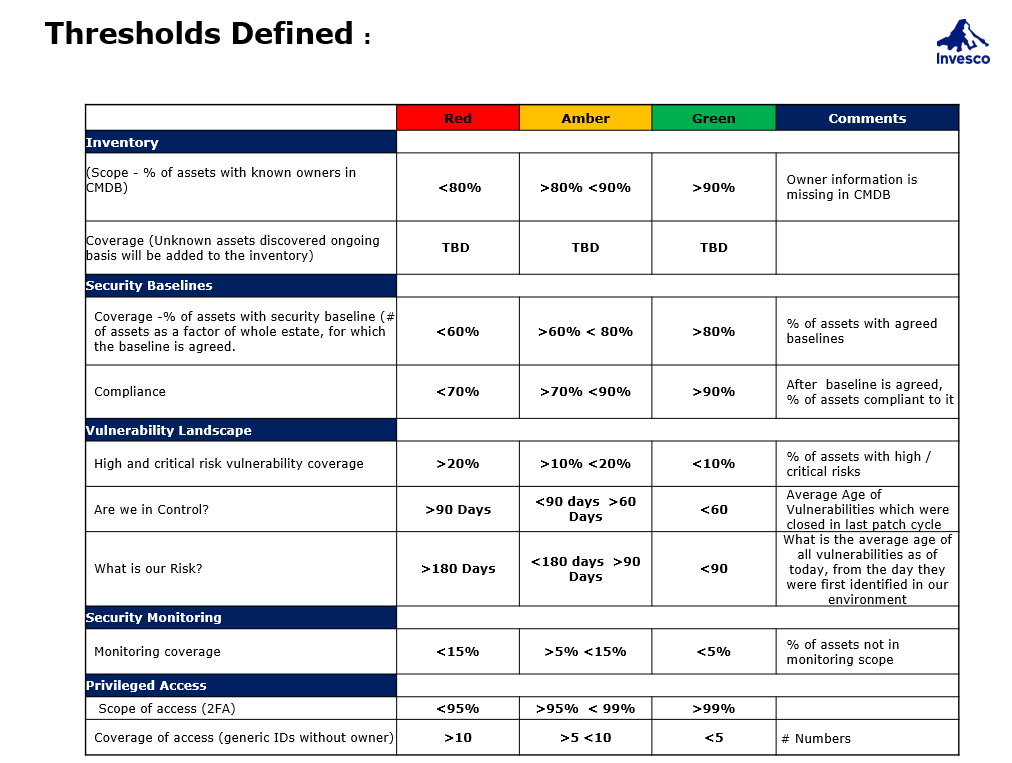 Thresholds Defined :
Invesco
Red Amber Green Comments
Inventory
(Scope - % of assets with known owners in
CMDB)
<80% >80% <90% >90%
Owner information is
missing in CMDB
Coverage (Unknown assets discovered ongoing
basis will be added to the inventory)
TBD TBD TBD
Security Baselines
Coverage -% of assets with security baseline (#
of assets as a factor of whole estate, for which
the baseline is agreed.
<60% >60% < 80% >80%
% of assets with agreed
baselines
Compliance
<70% >70% <90% >90%
After  baseline is agreed,
% of assets compliant to it
Vulnerability Landscape
High and critical risk vulnerability coverage
>20% >10% <20% <10%
% of assets with high /
critical risks
Are we in Control?
>90 Days
<90 days  >60
Days
<60
Average Age of
Vulnerabilities which were
closed in last patch cycle
What is our Risk?
>180 Days
<180 days  >90
Days
<90
What is the average age of
all vulnerabilities as of
today, from the day they
were first identified in our
environment
Security Monitoring
Monitoring coverage
<15% >5% <15% <5%
% of assets not in
monitoring scope
Privileged Access
Scope of access (2FA) <95% >95%  < 99% >99%
Coverage of access (generic IDs without owner) >10 >5 <10 <5 # Numbers